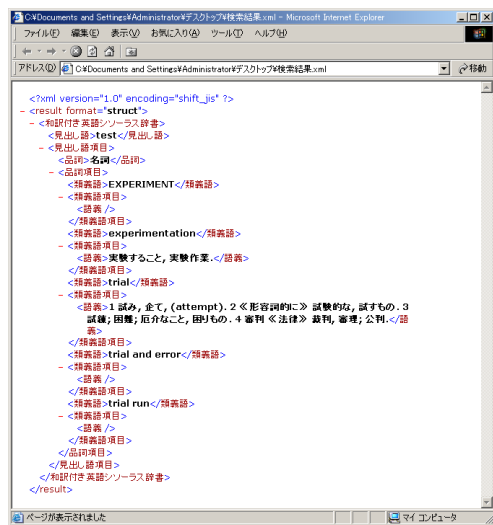 C:¥Documents and Settings¥Administrator¥デスクトップ¥検索結果.xml - Microsoft Internet Explorer
ファイル(F) 編集(E) 表示(V) お気に入り(A) ツール(T) ヘルプ(H)
アドレス(D) C:¥Documents and Settings¥Administrator¥デスクトップ¥検索結果.xml 移動
<?xml version="1.0" encoding="shift_jis" ?>
- <result format="struct">
- <和訳付き英語シソーラス辞書>
<見出し語>test</見出し語>
- <見出し語項目>
<品詞>名詞</品詞>
- <品詞項目>
<類義語>EXPERIMENT</類義語>
- <類義語項目>
<語義 />
</類義語項目>
<類義語>experimentation</類義語>
- <類義語項目>
<語義>実験すること, 実験作業.</語義>
</類義語項目>
<類義語>trial</類義語>
- <類義語項目>
<語義>1 試み, 企て, (attempt). 2 ≪形容詞的に≫ 試験的な, 試すもの. 3
試練; 困難; 厄介なこと, 困りもの. 4 審判 ≪法律≫ 裁判, 審理; 公判.</語
義>
</類義語項目>
<類義語>trial and error</類義語>
- <類義語項目>
<語義 />
</類義語項目>
<類義語>trial run</類義語>
- <類義語項目>
<語義 />
</類義語項目>
</品詞項目>
</見出し語項目>
</和訳付き英語シソーラス辞書>
</result>
ページが表示されました マイ コンピュータ